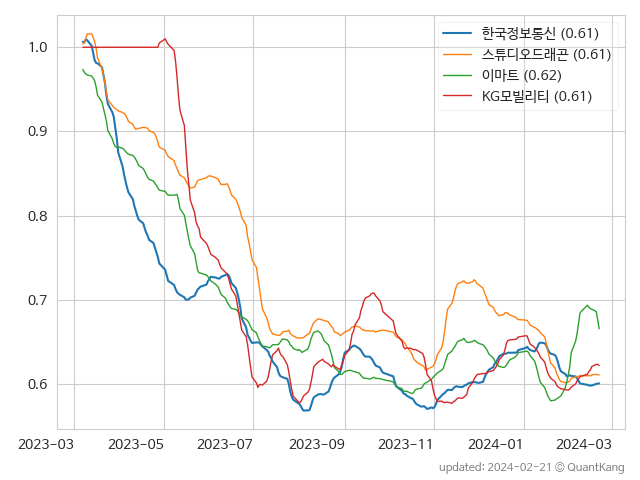 한국정보통신 (0.61)
스튜디오드래곤 (0.61)
이마트 (0.62)
KG모빌리티 (0.61)
1.0
0.9
0.8
0.7
0.6
2023-03 2023-05 2023-07 2023-09 2023-11 2024-01 2024-03
updated: 2024-02-21 © QuantKang